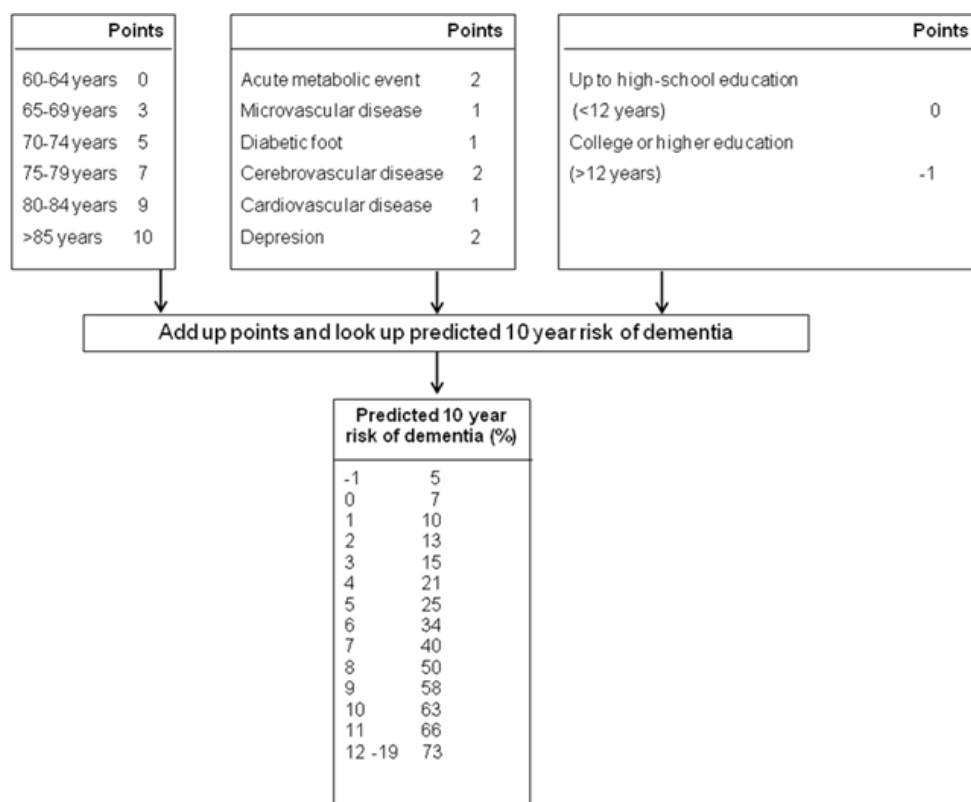 Points
60-64 years 0
65-69 years 3
70-74 years 5
75-79 years 7
80-84 years 9
>85 years 10
Points
Acute metabolic event 2
Microvascular disease 1
Diabetic foot 1
Cerebrovascular disease 2
Cardiovascular disease 1
Depresion 2
Points
Up to high-school education
(<12 years) 0
College or higher education
(>12 years) -1
Add up points and look up predicted 10 year risk of dementia
Predicted 10 year
risk of dementia (%)
-1 5
0 7
1 10
2 13
3 15
4 21
5 25
6 34
7 40
8 50
9 58
10 63
11 66
12 -19 73